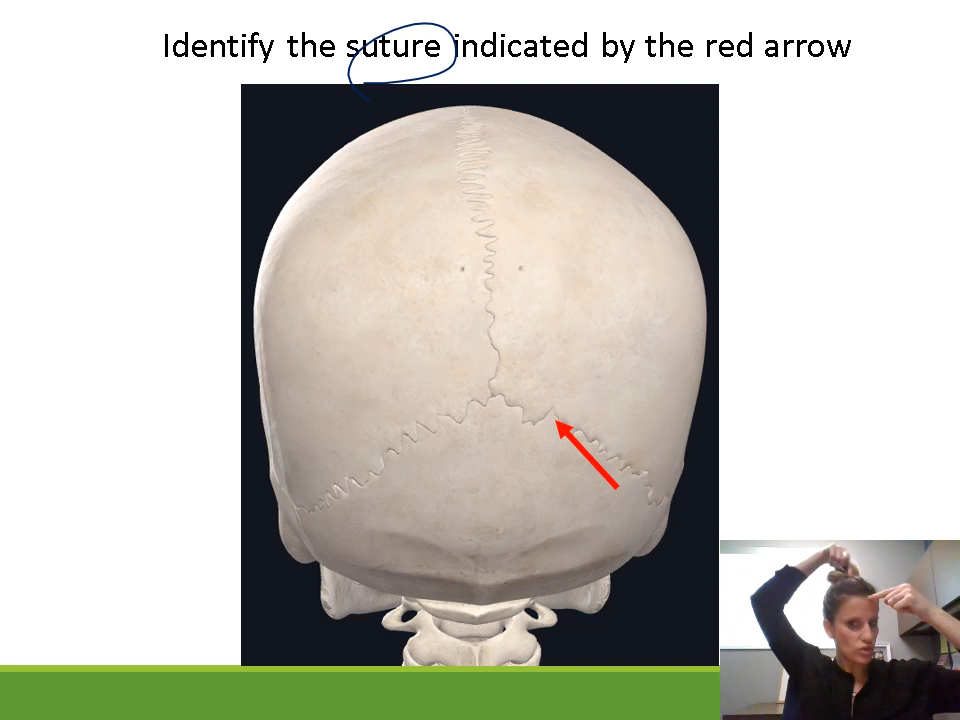 Identify the suture indicated by the red arrow